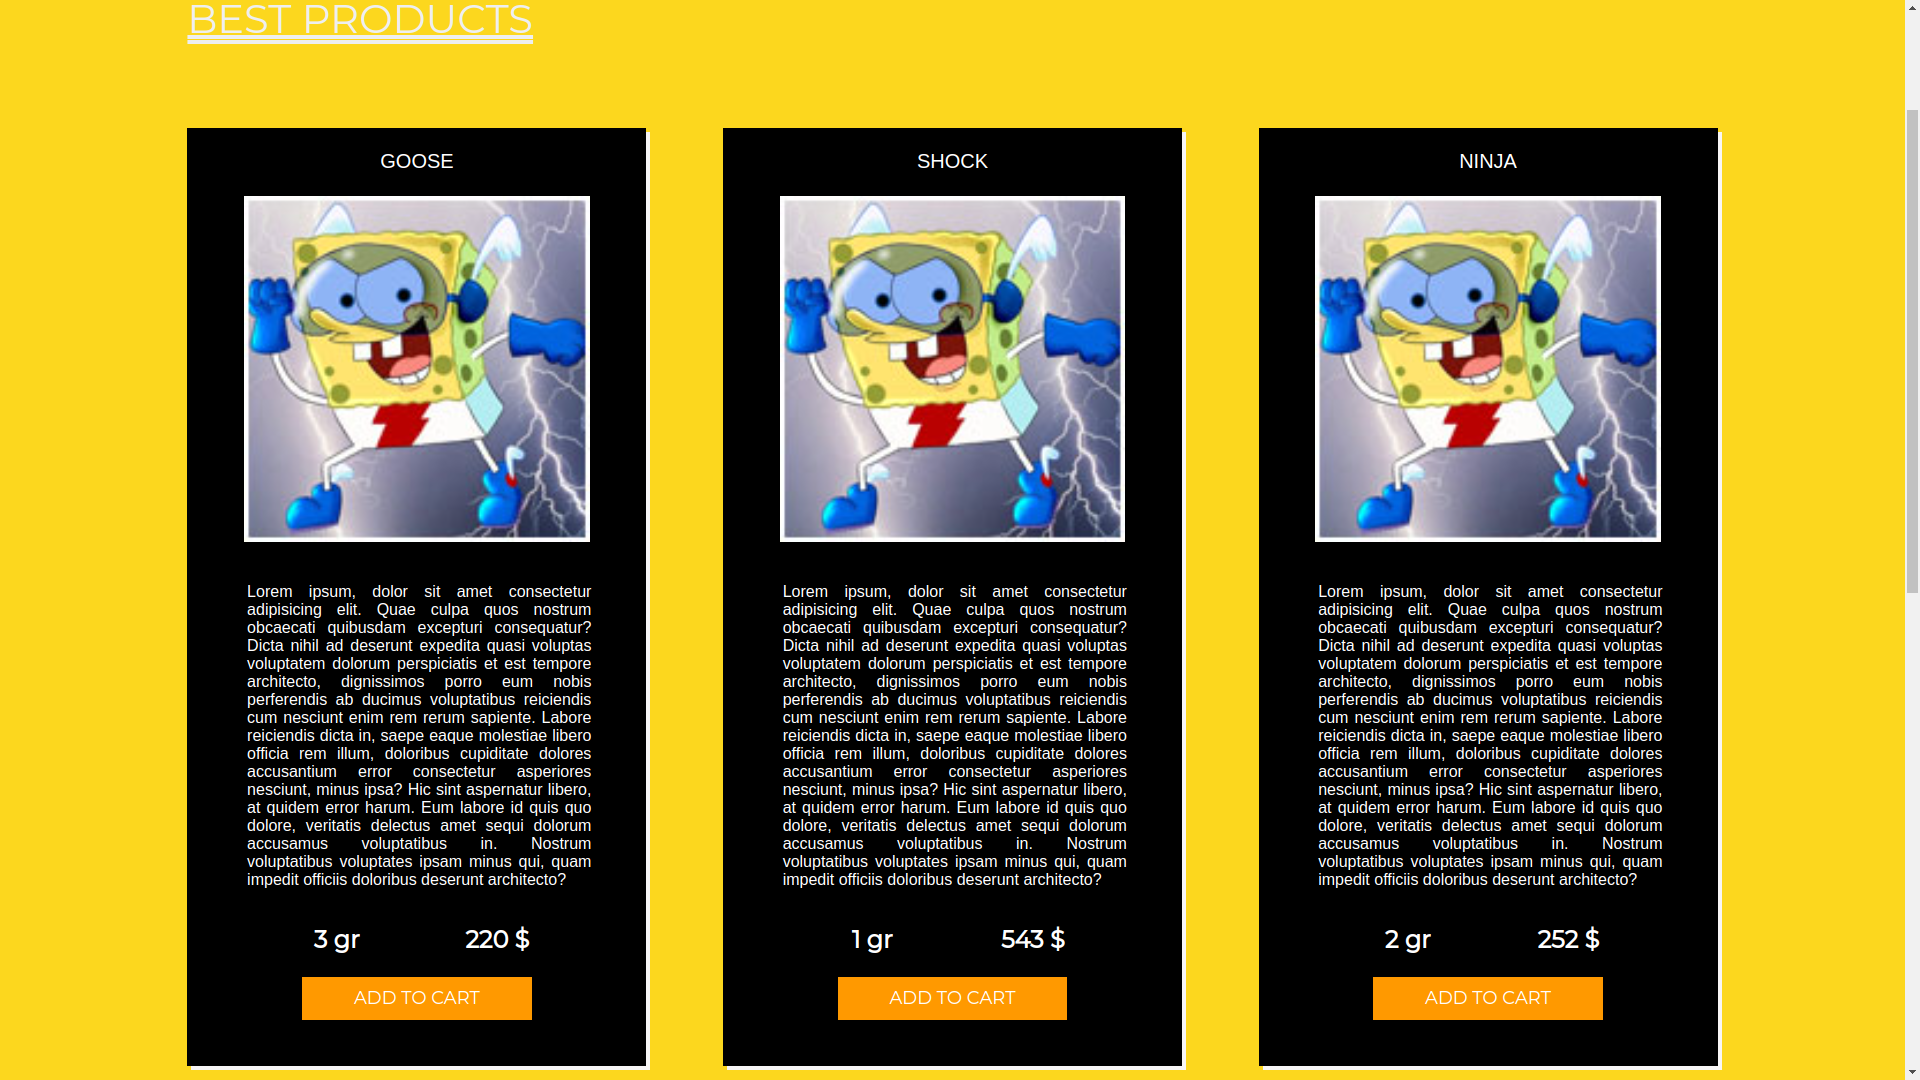 BEST PRODUCTS
GOOSE
Lorem ipsum, dolor sit amet consectetur
adipisicing elit. Quae culpa quos nostrum
obcaecati quibusdam excepturi consequatur?
Dicta nihil ad deserunt expedita quasi voluptas
voluptatem dolorum perspiciatis et est tempore
architecto, dignissimos porro eum nobis
perferendis ab ducimus voluptatibus reiciendis
cum nesciunt enim rem rerum sapiente. Labore
reiciendis dicta in, saepe eaque molestiae libero
officia rem illum, doloribus cupiditate dolores
accusantium error consectetur asperiores
nesciunt, minus ipsa? Hic sint aspernatur libero,
at quidem error harum. Eum labore id quis quo
dolore, veritatis delectus amet sequi dolorum
accusamus voluptatibus in. Nostrum
voluptatibus voluptates ipsam minus qui, quam
impedit officiis doloribus deserunt architecto?
3 gr 220 $
ADD TO CART
SHOCK
Lorem ipsum, dolor sit amet consectetur
adipisicing elit. Quae culpa quos nostrum
obcaecati quibusdam excepturi consequatur?
Dicta nihil ad deserunt expedita quasi voluptas
voluptatem dolorum perspiciatis et est tempore
architecto, dignissimos porro eum nobis
perferendis ab ducimus voluptatibus reiciendis
cum nesciunt enim rem rerum sapiente. Labore
reiciendis dicta in, saepe eaque molestiae libero
officia rem illum, doloribus cupiditate dolores
accusantium error consectetur asperiores
nesciunt, minus ipsa? Hic sint aspernatur libero,
at quidem error harum. Eum labore id quis quo
dolore, veritatis delectus amet sequi dolorum
accusamus voluptatibus in. Nostrum
voluptatibus voluptates ipsam minus qui, quam
impedit officiis doloribus deserunt architecto?
1 gr 543 $
ADD TO CART
NINJA
Lorem ipsum, dolor sit amet consectetur
adipisicing elit. Quae culpa quos nostrum
obcaecati quibusdam excepturi consequatur?
Dicta nihil ad deserunt expedita quasi voluptas
voluptatem dolorum perspiciatis et est tempore
architecto, dignissimos porro eum nobis
perferendis ab ducimus voluptatibus reiciendis
cum nesciunt enim rem rerum sapiente. Labore
reiciendis dicta in, saepe eaque molestiae libero
officia rem illum, doloribus cupiditate dolores
accusantium error consectetur asperiores
nesciunt, minus ipsa? Hic sint aspernatur libero,
at quidem error harum. Eum labore id quis quo
dolore, veritatis delectus amet sequi dolorum
accusamus voluptatibus in. Nostrum
voluptatibus voluptates ipsam minus qui, quam
impedit officiis doloribus deserunt architecto?
2 gr 252 $
ADD TO CART